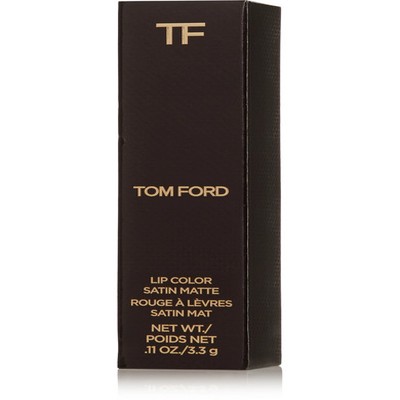 TF
TOM FORD
LIP COLOR
SATIN MATTE
ROUGE À LÈVRES
SATIN MAT
NET WT./
POIDS NET
.11 OZ./3.3 g